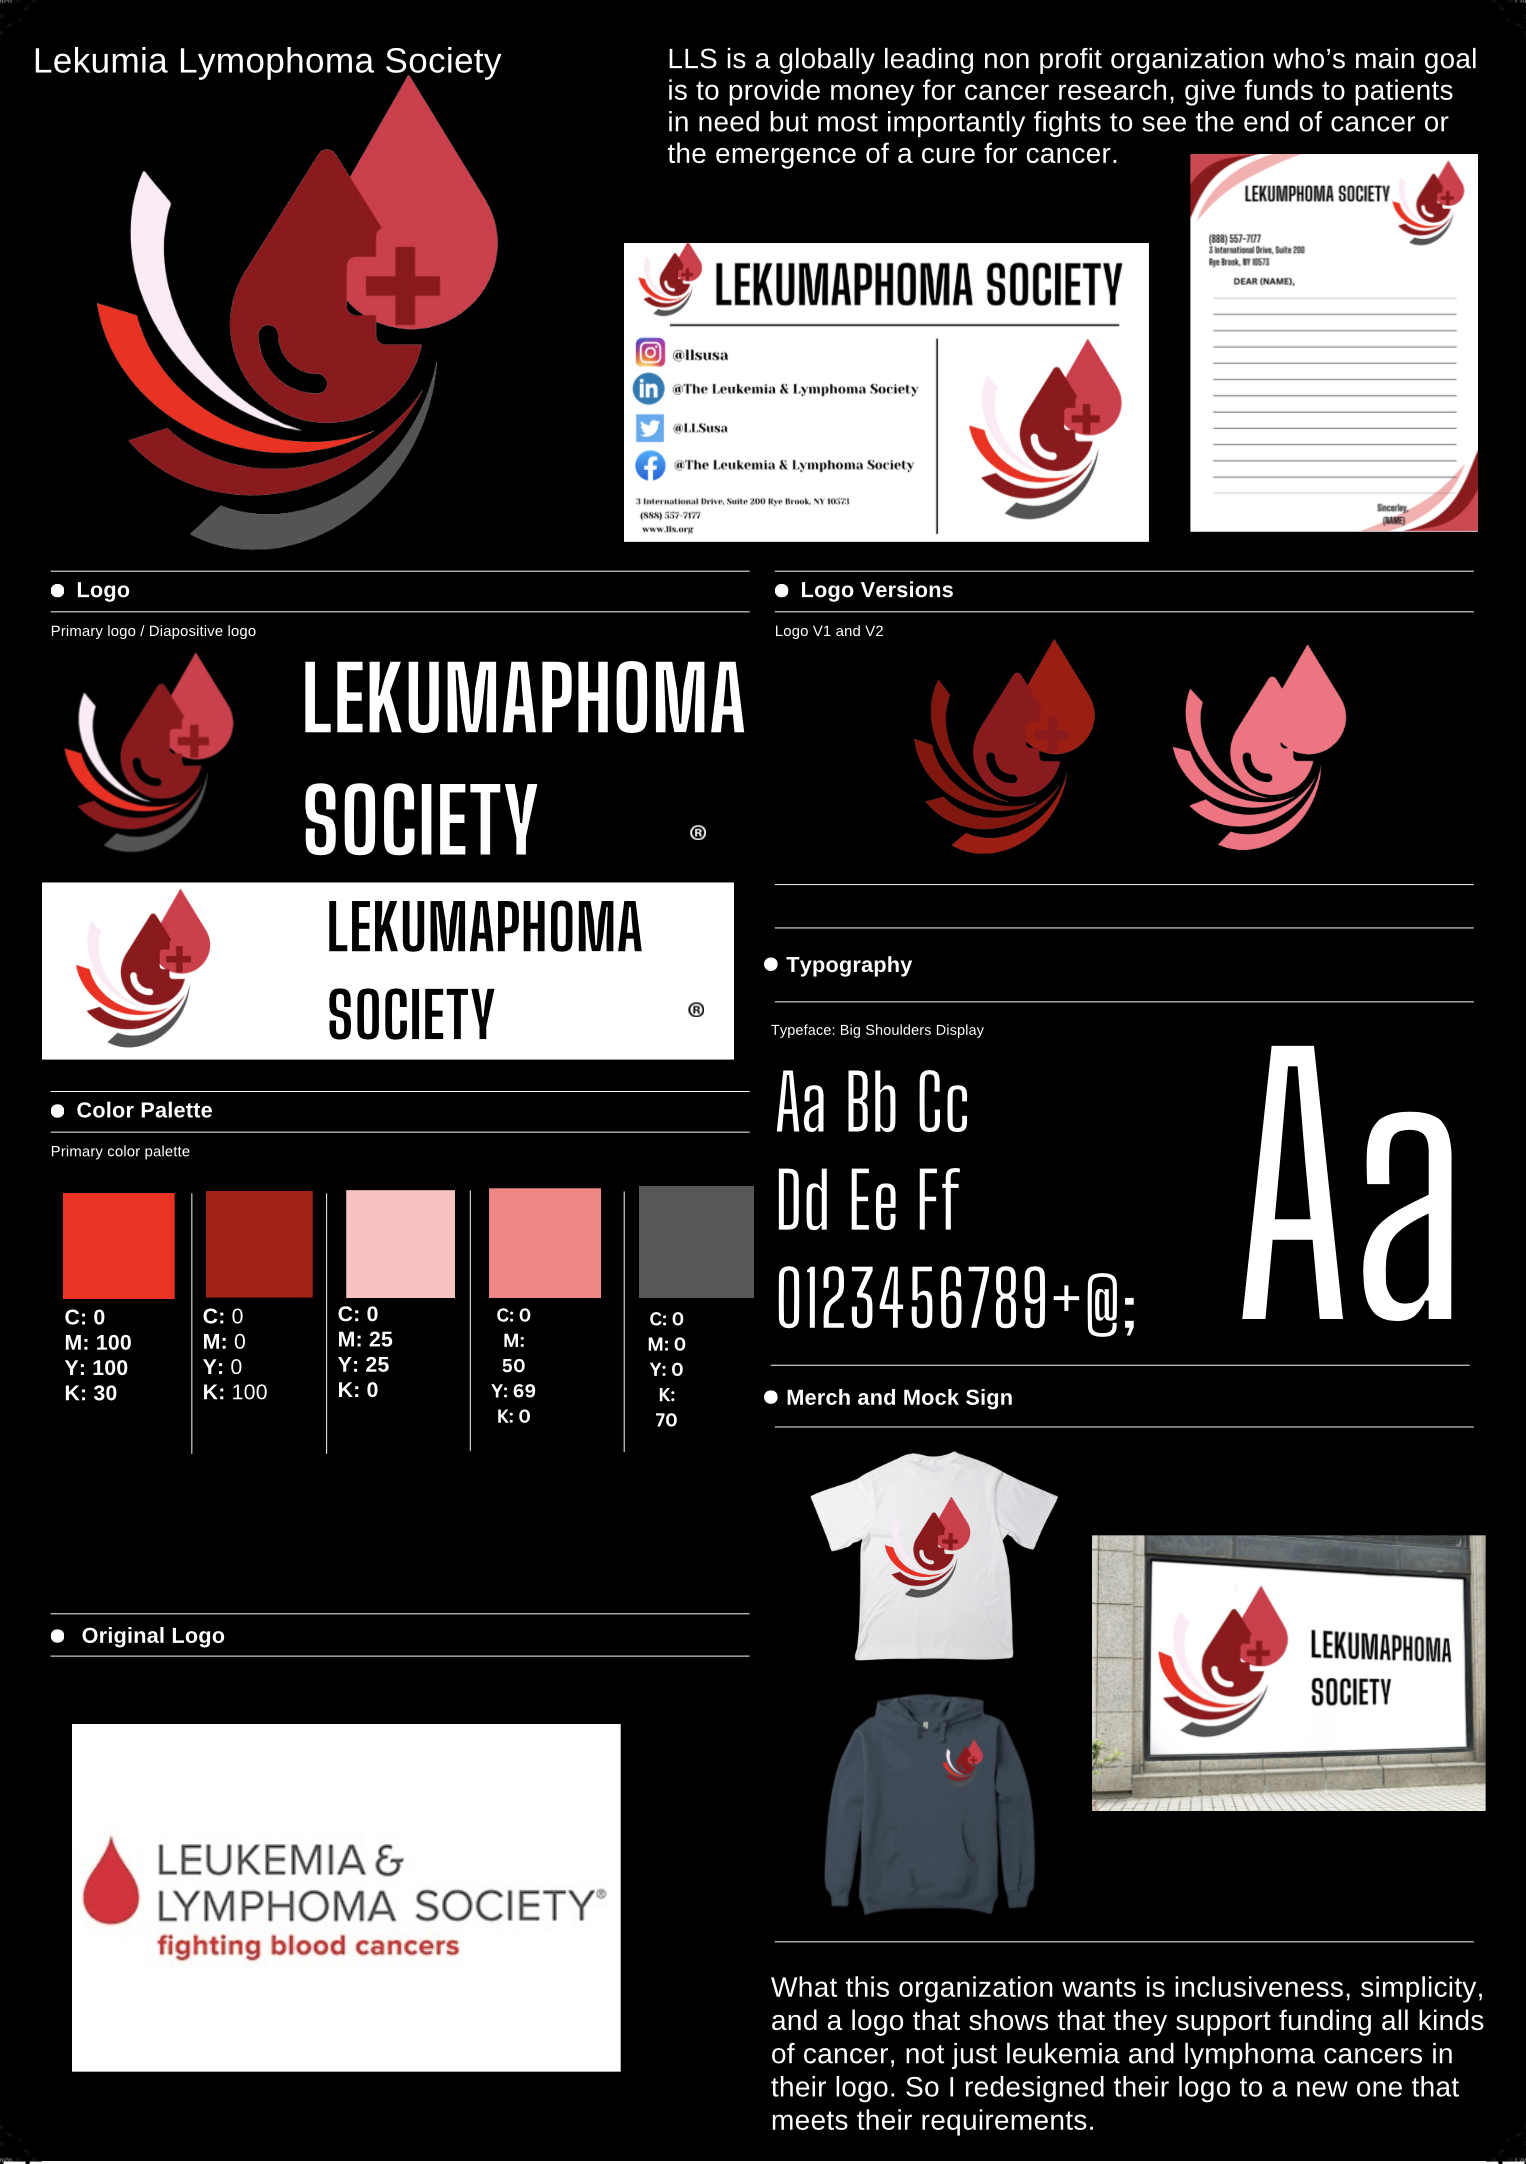 Lekumia Lymophoma Society
LLS is a globally leading non profit organization who’s main goal
is to provide money for cancer research, give funds to patients
in need but most importantly fights to see the end of cancer or
the emergence of a cure for cancer.
LEKUMAPHOMA SOCIETY
@llsusa
@The Leukemia & Lymphoma Society
@LLSusa
@The Leukemia & Lymphoma Society
3 International Drive, Suite 200 Rye Brook, NY 10573
(888) 557-7177
www.lls.org
LEKUMPHOMA SOCIETY
(888) 557-7177
3 International Drive, Suite 200
Rye Brook, NY 10573
DEAR (NAME),
Sincerley,
(NAME)
Logo
Primary logo / Diapositive logo
LEKUMAPHOMA
SOCIETY
®
LEKUMAPHOMA
SOCIETY
®
Logo Versions
Logo V1 and V2
Color Palette
Primary color palette
C: 0
M: 100
Y: 100
K: 30
C: 0
M: 0
Y: 0
K: 100
C: 0
M: 25
Y: 25
K: 0
C: 0
M:
50
Y: 69
K: 0
C: 0
M: 0
Y: 0
K:
70
Typography
Typeface: Big Shoulders Display
Aa Bb Cc
Dd Ee Ff
0123456789+@;
Aa
Merch and Mock Sign
LEKUMAPHOMA
SOCIETY
Original Logo
LEUKEMIA &
LYMPHOMA SOCIETY®
fighting blood cancers
What this organization wants is inclusiveness, simplicity,
and a logo that shows that they support funding all kinds
of cancer, not just leukemia and lymphoma cancers in
their logo. So I redesigned their logo to a new one that
meets their requirements.